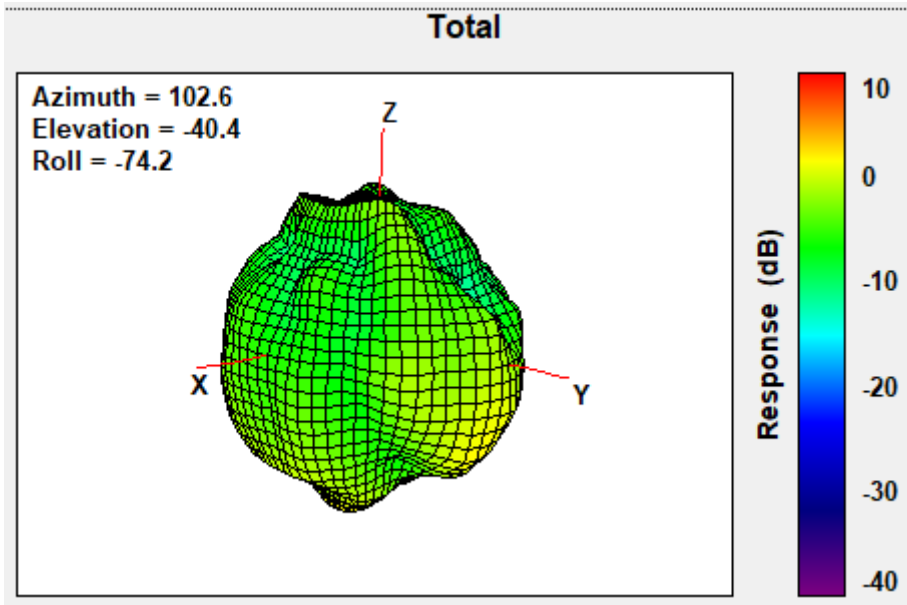 Total
Azimuth = 102.6
Elevation = -40.4
Roll = -74.2
Z
X
Y
Response (dB)
10
0
-10
-20
-30
-40